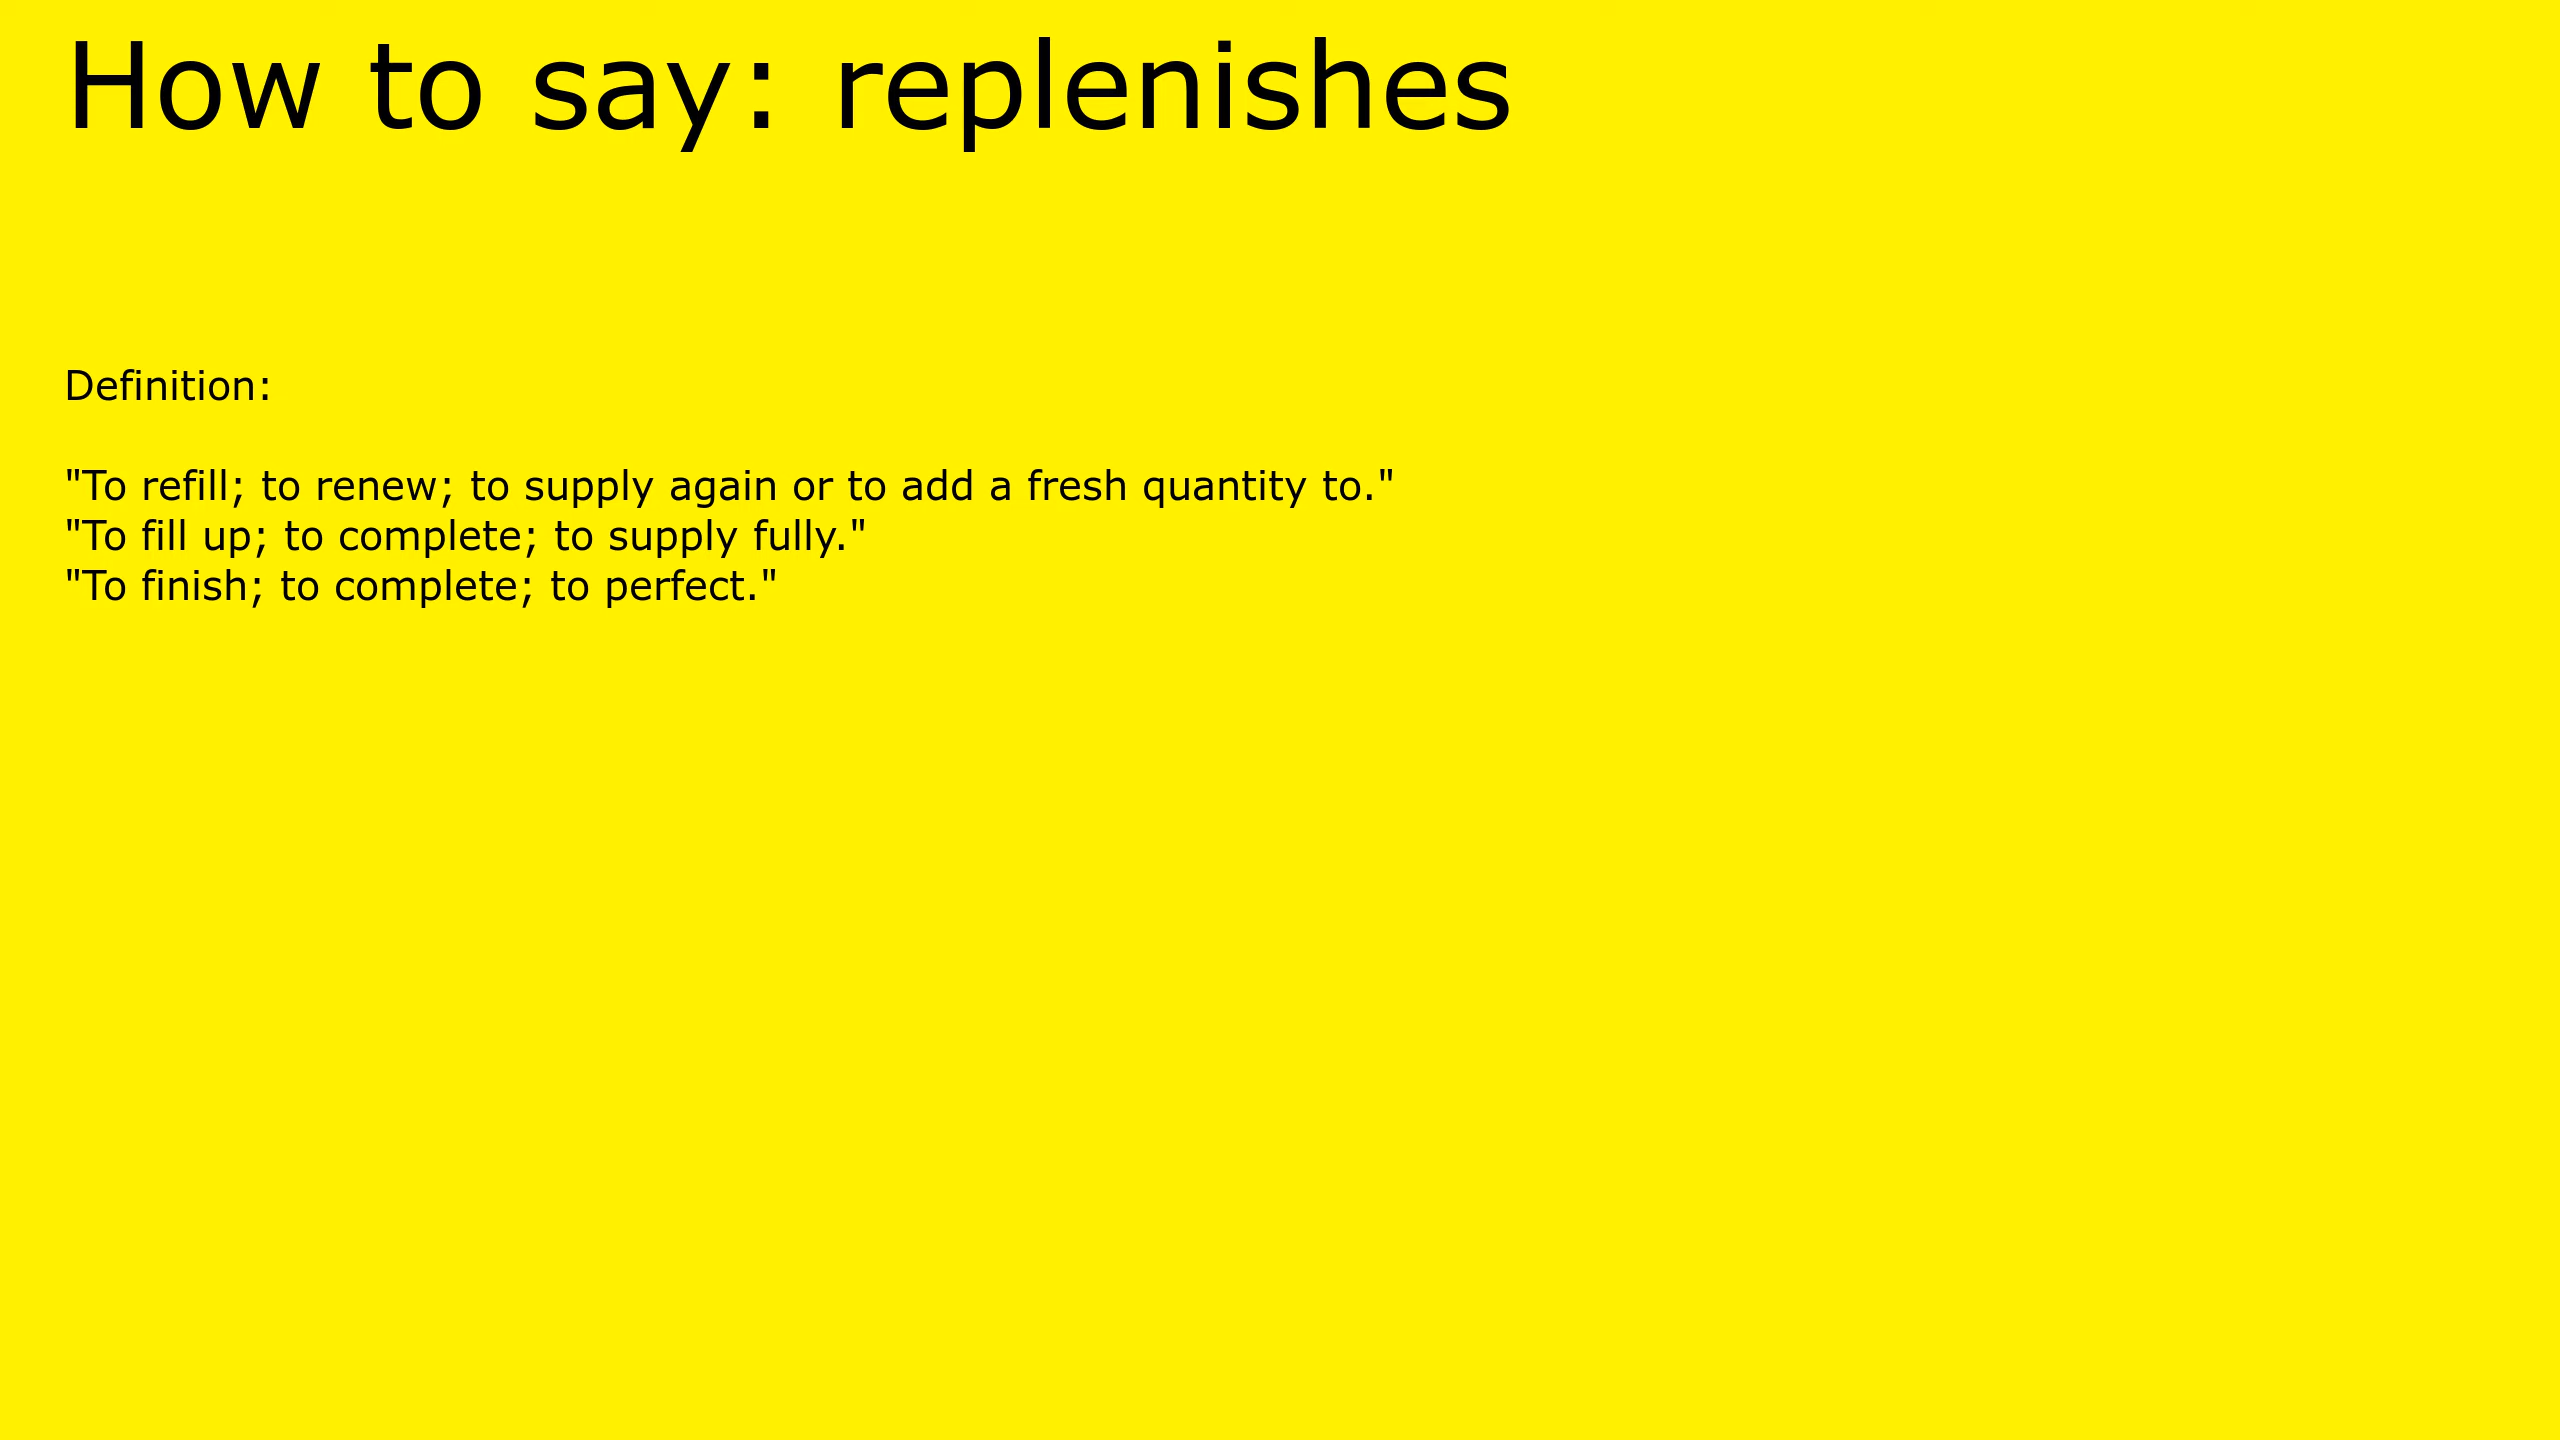 How to say: replenishes
Definition:
"To refill; to renew; to supply again or to add a fresh quantity to."
"To fill up; to complete; to supply fully."
"To finish; to complete; to perfect."